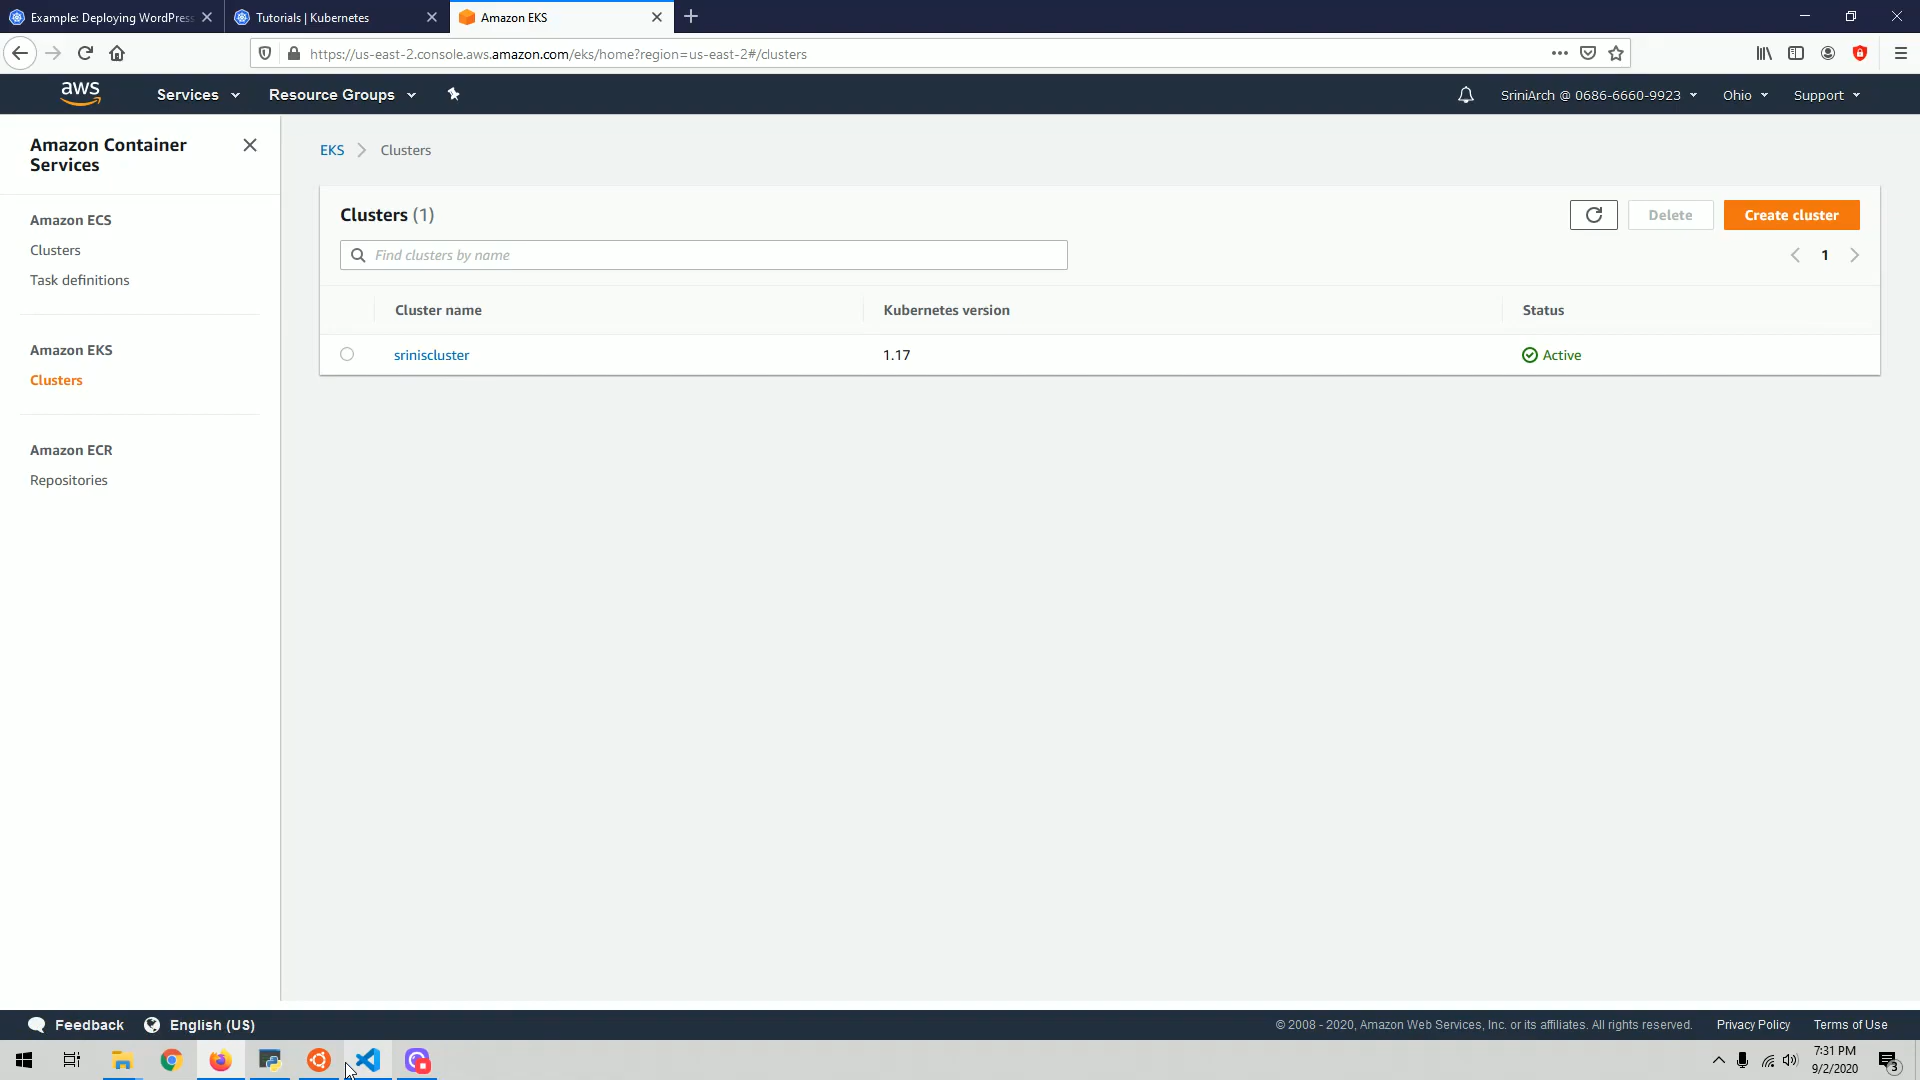 Example: Deploying WordPress
Tutorials | Kubernetes
Amazon EKS
https://us-east-2.console.aws.amazon.com/eks/home?region=us-east-2#/clusters
aws
Services
Resource Groups
SriniArch @ 0686-6660-9923
Ohio
Support
Amazon Container
Services
Amazon ECS
Clusters
Task definitions
Amazon EKS
Clusters
Amazon ECR
Repositories
EKS
Clusters
Clusters (1)
Delete
Create cluster
Find clusters by name
1
Cluster name
Kubernetes version
Status
sriniscluster
1.17
Active
Feedback
English (US)
© 2008 - 2020, Amazon Web Services, Inc. or its affiliates. All rights reserved.
Privacy Policy
Terms of Use
7:31 PM
9/2/2020
3